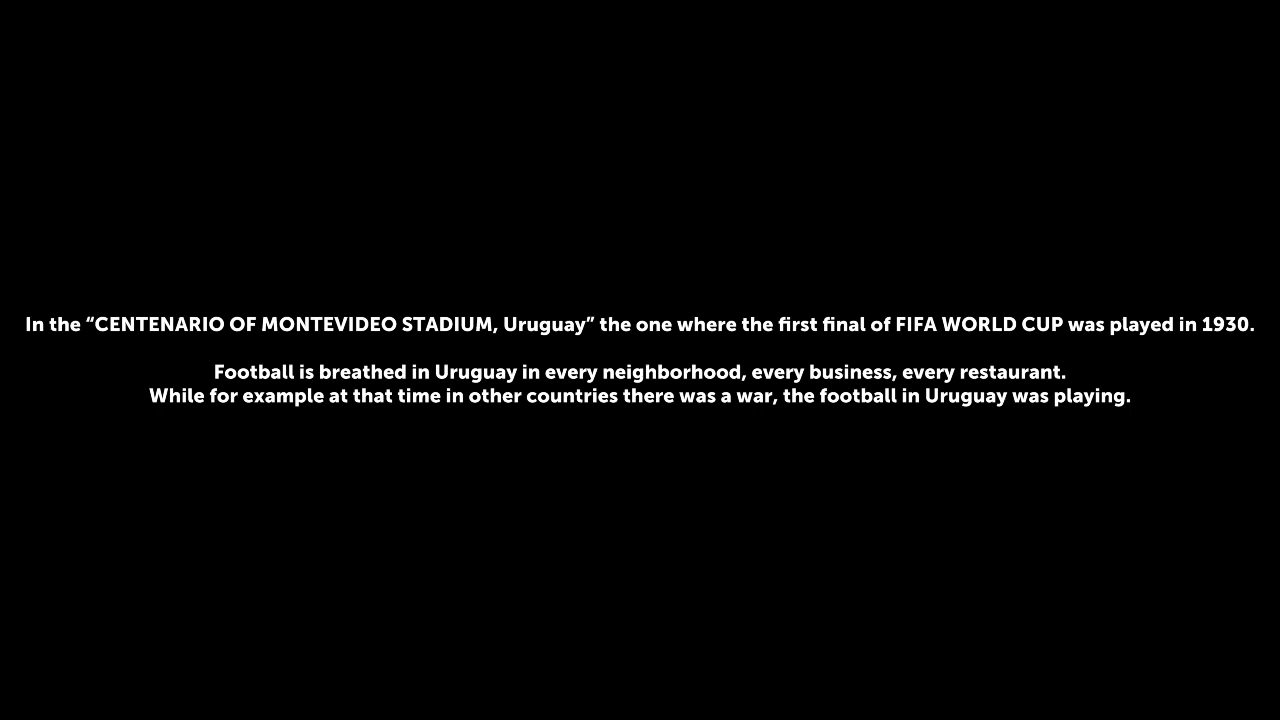 In the “CENTENARIO OF MONTEVIDEO STADIUM, Uruguay” the one where the first final of FIFA WORLD CUP was played in 1930.
Football is breathed in Uruguay in every neighborhood, every business, every restaurant.
While for example at that time in other countries there was a war, the football in Uruguay was playing.